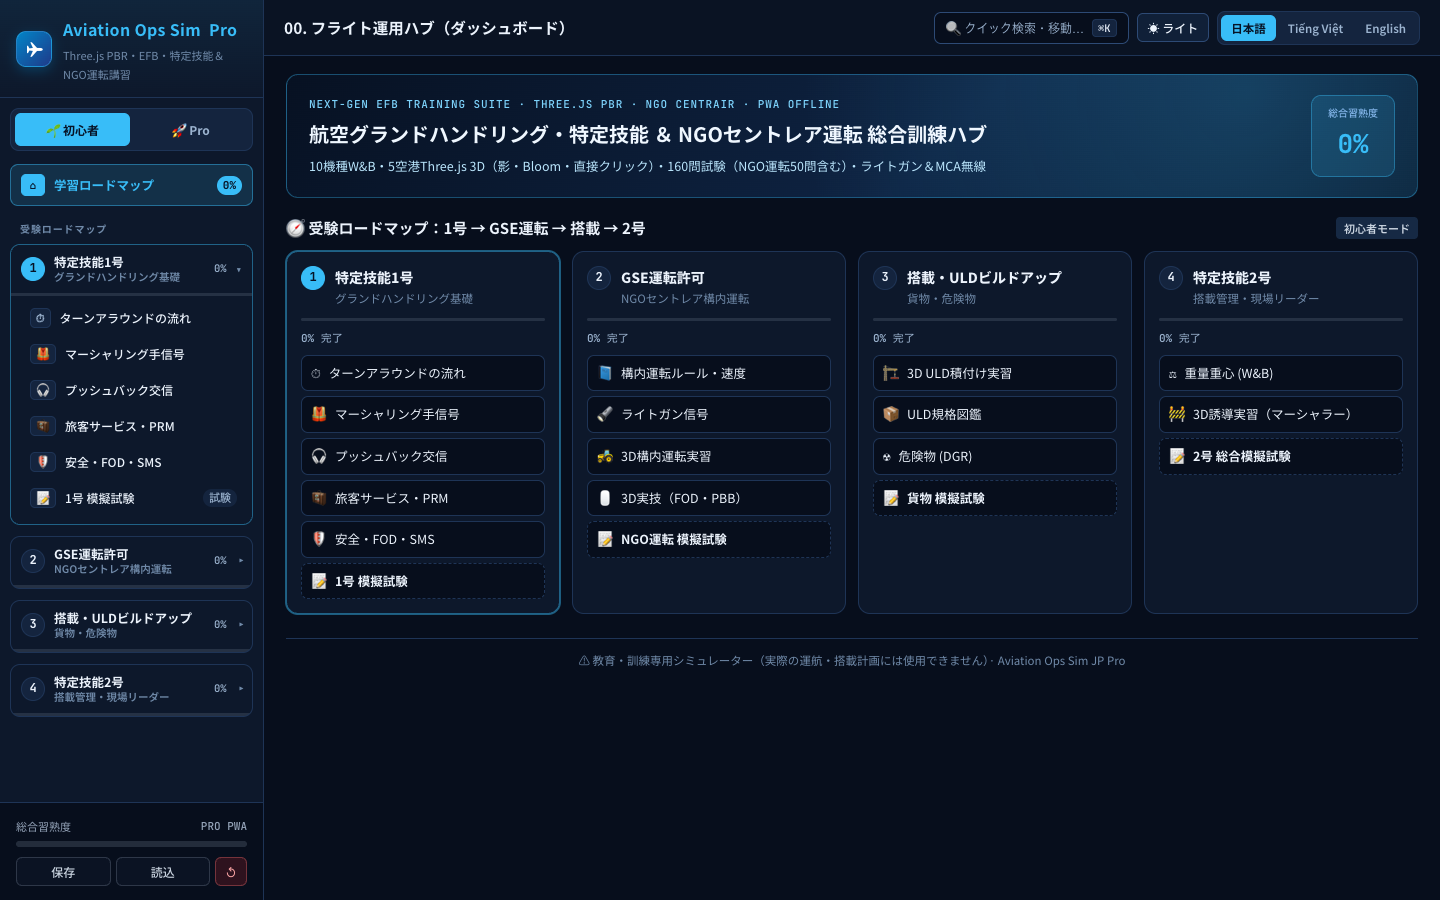 Aviation Ops Sim Pro
Three.js PBR・EFB・特定技能＆
NGO運転講習
初心者
Pro
学習ロードマップ
0%
受験ロードマップ
1
特定技能1号
グランドハンドリング基礎
0%
ターンアラウンドの流れ
マーシャリング手信号
プッシュバック交信
旅客サービス・PRM
安全・FOD・SMS
1号 模擬試験
試験
2
GSE運転許可
NGOセントレア構内運転
0%
3
搭載・ULDビルドアップ
貨物・危険物
0%
4
特定技能2号
搭載管理・現場リーダー
0%
総合習熟度
PRO PWA
保存
読込
00. フライト運用ハブ（ダッシュボード）
クイック検索・移動...
⌘K
ライト
日本語
Tiếng Việt
English
NEXT-GEN EFB TRAINING SUITE · THREE.JS PBR · NGO CENTRAIR · PWA OFFLINE
航空グランドハンドリング・特定技能 ＆ NGOセントレア運転 総合訓練ハブ
10機種W&B・5空港Three.js 3D（影・Bloom・直接クリック）・160問試験（NGO運転50問含む）・ライトガン＆MCA無線
総合習熟度
0%
受験ロードマップ：1号 → GSE運転 → 搭載 → 2号
初心者モード
1
特定技能1号
グランドハンドリング基礎
0% 完了
ターンアラウンドの流れ
マーシャリング手信号
プッシュバック交信
旅客サービス・PRM
安全・FOD・SMS
1号 模擬試験
2
GSE運転許可
NGOセントレア構内運転
0% 完了
構内運転ルール・速度
ライトガン信号
3D構内運転実習
3D実技（FOD・PBB）
NGO運転 模擬試験
3
搭載・ULDビルドアップ
貨物・危険物
0% 完了
3D ULD積付け実習
ULD規格図鑑
危険物 (DGR)
貨物 模擬試験
4
特定技能2号
搭載管理・現場リーダー
0% 完了
重量重心 (W&B)
3D誘導実習（マーシャラー）
2号 総合模擬試験
⚠ 教育・訓練専用シミュレーター（実際の運航・搭載計画には使用できません）· Aviation Ops Sim JP Pro